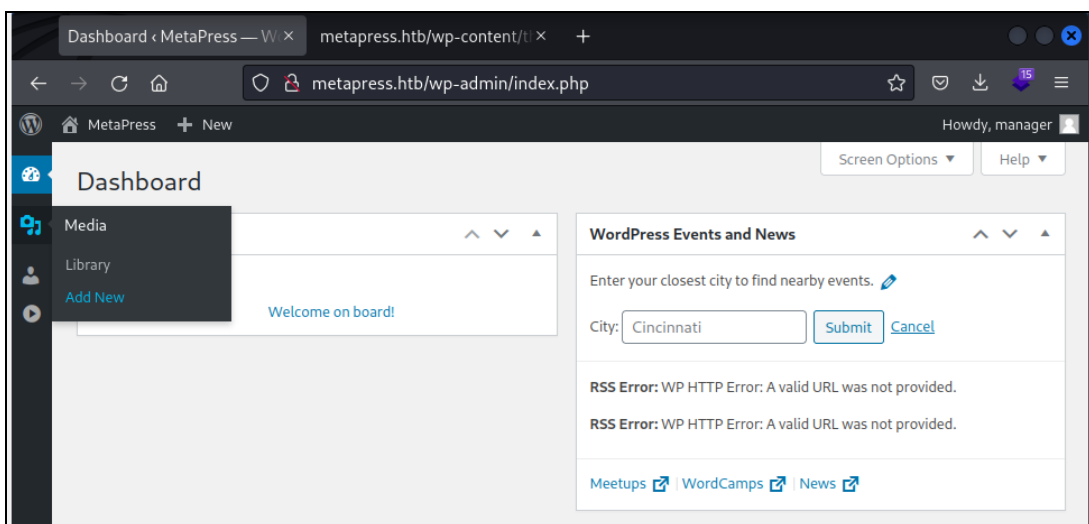 Dashboard ‹ MetaPress — W
metapress.htb/wp-content/t
metapress.htb/wp-admin/index.php
15
MetaPress
New
Howdy, manager
Screen Options
Help
Dashboard
Media
Library
Add New
Welcome on board!
WordPress Events and News
Enter your closest city to find nearby events.
City: Cincinnati Submit Cancel
RSS Error: WP HTTP Error: A valid URL was not provided.
RSS Error: WP HTTP Error: A valid URL was not provided.
Meetups | WordCamps | News